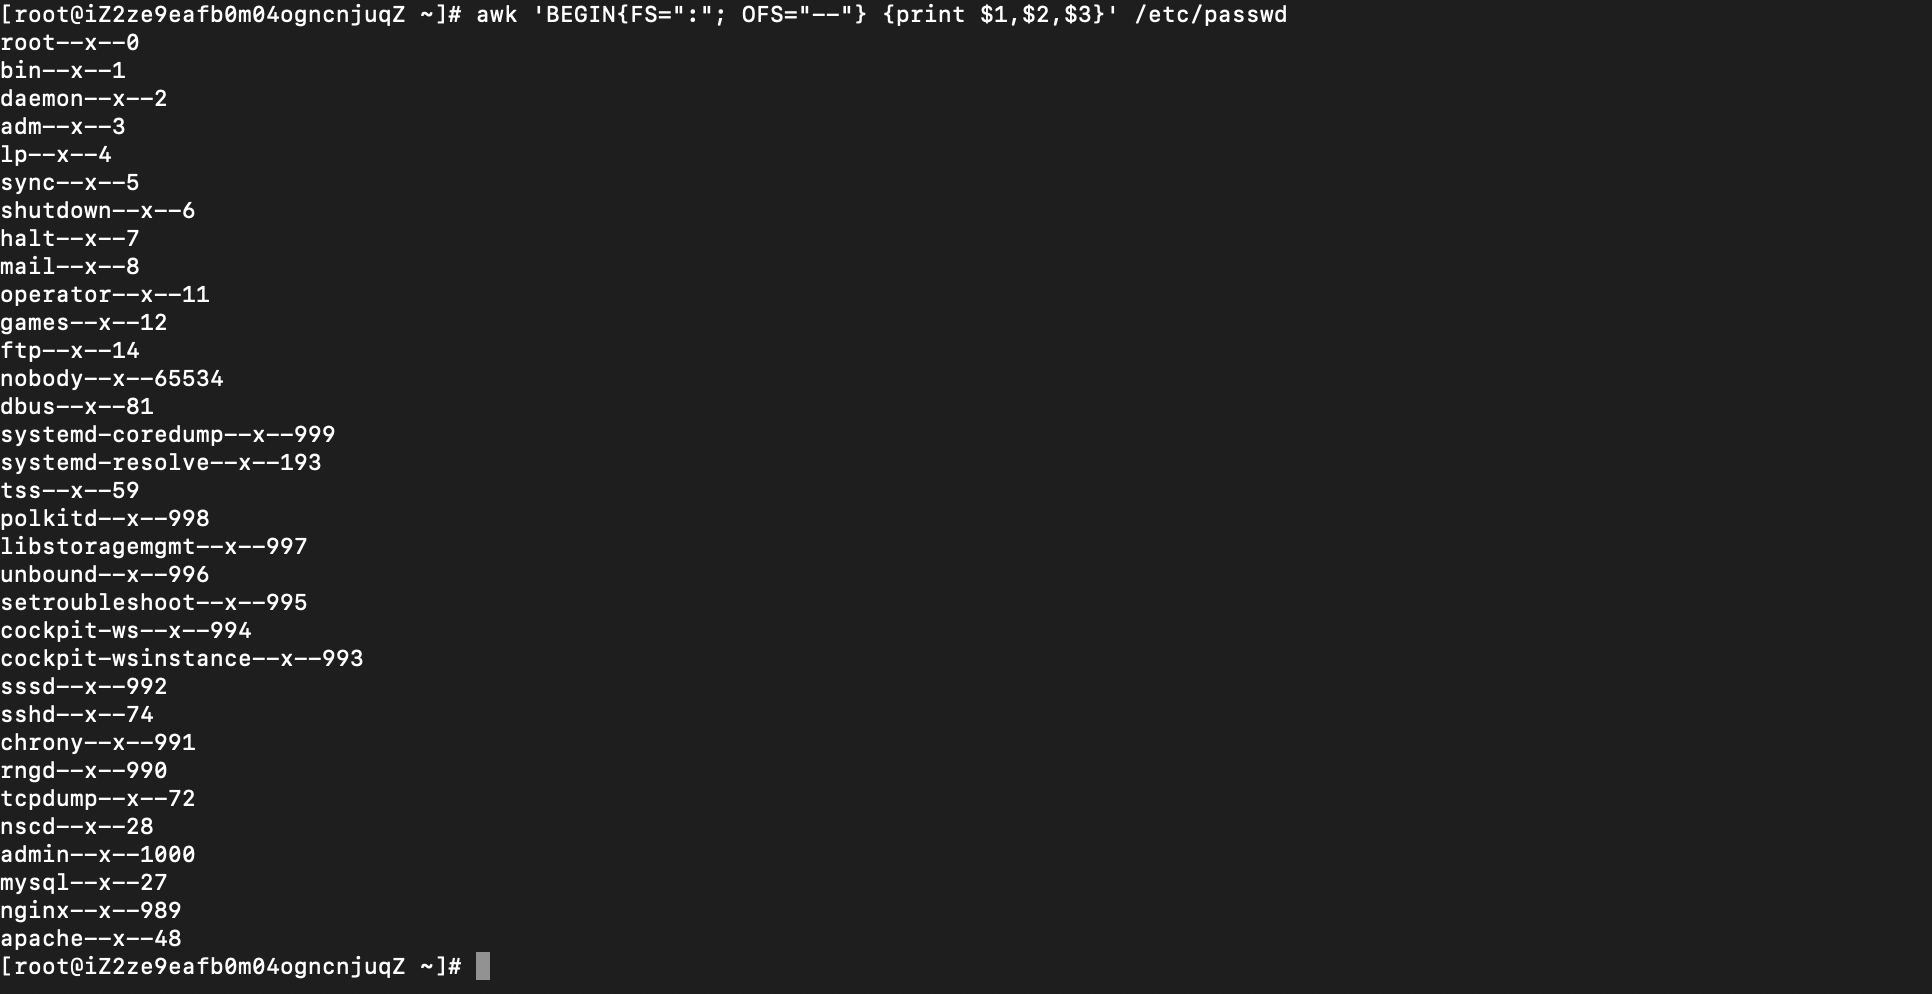 [root@iZ2ze9eafb0m04ogncnjuqZ ~]# awk 'BEGIN{FS=":"; OFS="--"} {print $1,$2,$3}' /etc/passwd
root--x--0
bin--x--1
daemon--x--2
adm--x--3
lp--x--4
sync--x--5
shutdown--x--6
halt--x--7
mail--x--8
operator--x--11
games--x--12
ftp--x--14
nobody--x--65534
dbus--x--81
systemd-coredump--x--999
systemd-resolve--x--193
tss--x--59
polkitd--x--998
libstoragemgmt--x--997
unbound--x--996
setroubleshoot--x--995
cockpit-ws--x--994
cockpit-wsinstance--x--993
sssd--x--992
sshd--x--74
chrony--x--991
rngd--x--990
tcpdump--x--72
nscd--x--28
admin--x--1000
mysql--x--27
nginx--x--989
apache--x--48
[root@iZ2ze9eafb0m04ogncnjuqZ ~]#